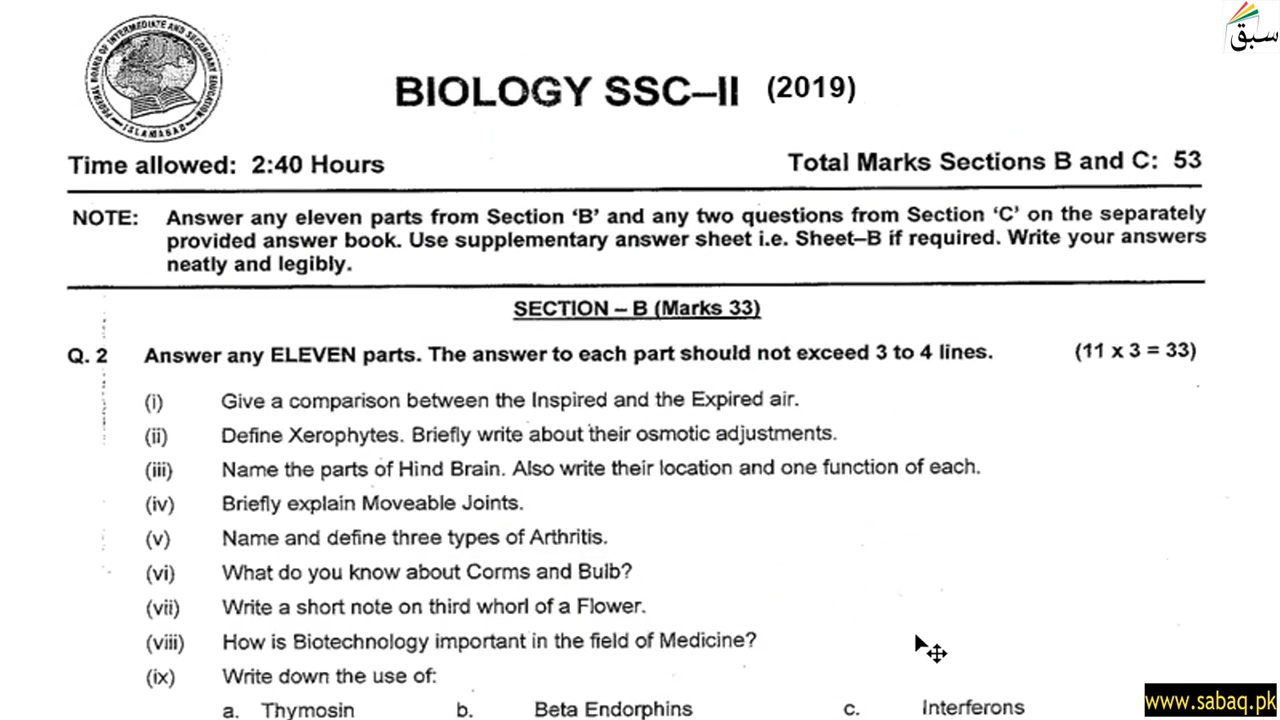 سبق
FEDERAL BOARD OF INTERMEDIATE AND SECONDARY EDUCATION
ISLAMABAD
BIOLOGY SSC–II (2019)
Time allowed: 2:40 Hours Total Marks Sections B and C: 53
NOTE: Answer any eleven parts from Section ‘B’ and any two questions from Section ‘C’ on the separately
provided answer book. Use supplementary answer sheet i.e. Sheet–B if required. Write your answers
neatly and legibly.
SECTION – B (Marks 33)
Q. 2 Answer any ELEVEN parts. The answer to each part should not exceed 3 to 4 lines. (11 x 3 = 33)
(i) Give a comparison between the Inspired and the Expired air.
(ii) Define Xerophytes. Briefly write about their osmotic adjustments.
(iii) Name the parts of Hind Brain. Also write their location and one function of each.
(iv) Briefly explain Moveable Joints.
(v) Name and define three types of Arthritis.
(vi) What do you know about Corms and Bulb?
(vii) Write a short note on third whorl of a Flower.
(viii) How is Biotechnology important in the field of Medicine?
(ix) Write down the use of:
a. Thymosin b. Beta Endorphins c. Interferons
www.sabaq.pk